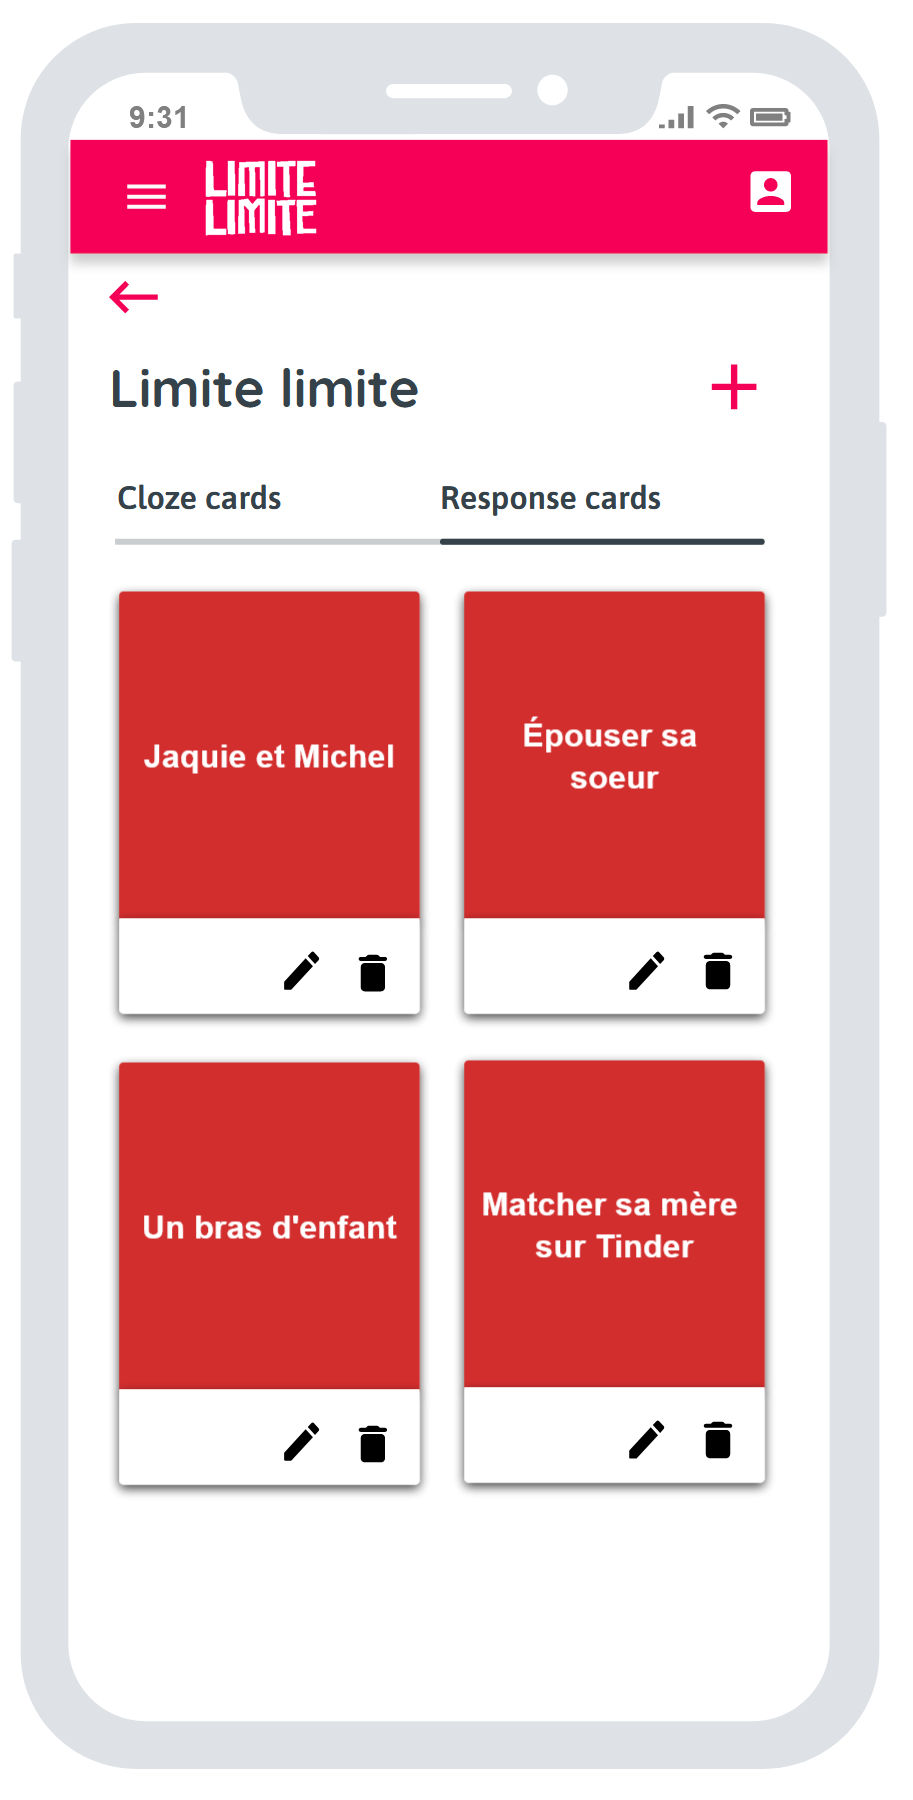 9:31
LIMITE
LIMITE
Limite limite
Cloze cards
Response cards
Jaquie et Michel
Épouser sa
soeur
Un bras d'enfant
Matcher sa mère
sur Tinder